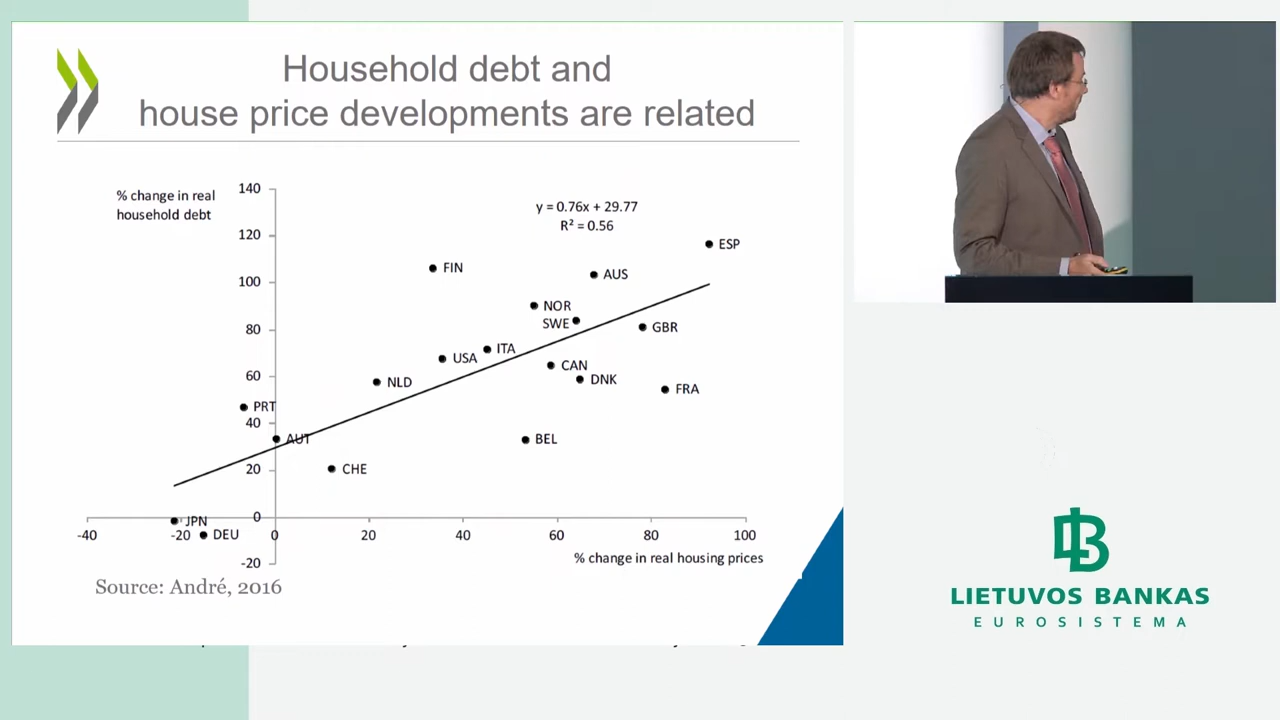 Household debt and
house price developments are related
% change in real
household debt
140
120
100
80
60
40
20
0
-20
y = 0.76x + 29.77
R² = 0.56
ESP
FIN
AUS
NOR
SWE
GBR
ITA
USA
CAN
DNK
NLD
FRA
PRT
AUT
BEL
CHE
JPN
DEU
-40
-20
0
20
40
60
80
100
% change in real housing prices
Source: André, 2016
LIETUVOS BANKAS
EUROSISTEMA